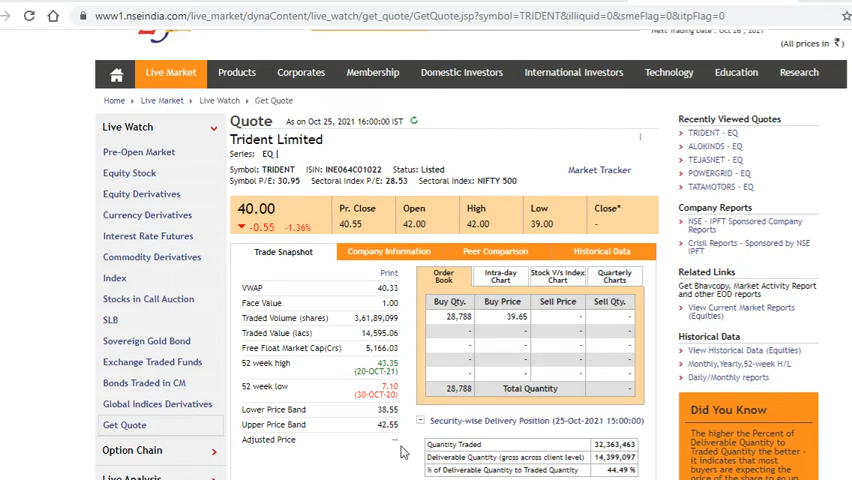 www1.nseindia.com/live_market/dynaContent/live_watch/get_quote/GetQuote.jsp?symbol=TRIDENT&illiquid=0&smeFlag=0&itpFlag=0
Next Trading Date : Oct 26, 2021
(All prices in ₹)
Live Market Products Corporates Membership Domestic Investors International Investors Technology Education Research
Home › Live Market › Live Watch › Get Quote
Live Watch
Pre-Open Market
Equity Stock
Equity Derivatives
Currency Derivatives
Interest Rate Futures
Commodity Derivatives
Index
Stocks in Call Auction
SLB
Sovereign Gold Bond
Exchange Traded Funds
Bonds Traded in CM
Global Indices Derivatives
Get Quote
Option Chain
Live Analysis
Quote As on Oct 25, 2021 16:00:00 IST
Trident Limited
Series: EQ |
Symbol: TRIDENT ISIN: INE064C01022 Status: Listed
Symbol P/E: 30.95 Sectoral Index P/E: 28.53 Sectoral Index: NIFTY 500
Market Tracker
40.00 Pr. Close Open High Low Close*
-0.55 -1.36% 40.55 42.00 42.00 39.00 -
Trade Snapshot Company Information Peer Comparison Historical Data
Print
VWAP 40.33
Face Value 1.00
Traded Volume (shares) 3,61,89,099
Traded Value (lacs) 14,595.06
Free Float Market Cap(Crs) 5,166.03
52 week high 43.35
(20-OCT-21)
52 week low 7.10
(30-OCT-20)
Lower Price Band 38.55
Upper Price Band 42.55
Adjusted Price --
Order Book
Intra-day Chart
Stock V/s Index Chart
Quarterly Charts
Buy Qty. Buy Price Sell Price Sell Qty.
28,788 39.65 - -
- - - -
- - - -
- - - -
28,788 Total Quantity -
Security-wise Delivery Position (25-Oct-2021 15:00:00)
Quantity Traded 32,363,463
Deliverable Quantity (gross across client level) 14,399,097
% of Deliverable Quantity to Traded Quantity 44.49 %
Recently Viewed Quotes
TRIDENT - EQ
ALOKINDS - EQ
TEJASNET - EQ
POWERGRID - EQ
TATAMOTORS - EQ
Company Reports
NSE - IPFT Sponsored Company
Reports
Crisil Reports - Sponsored by NSE
IPFT
Related Links
Get Bhavcopy, Market Activity Report
and other EOD reports
View Current Market Reports
(Equities)
Historical Data
View Historical Data (Equities)
Monthly,Yearly,52-week H/L
Daily/Monthly reports
Did You Know
The higher the Percent of
Deliverable Quantity to
Traded Quantity the better -
it indicates that most
buyers are expecting the
price of the share to go up